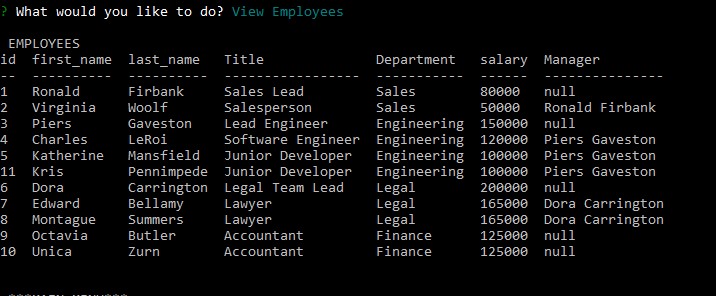 ? What would you like to do? View Employees
EMPLOYEES
id  first_name  last_name  Title              Department   salary  Manager
--  ----------  ----------  -----------------  -----------  ------  ---------------
1   Ronald      Firbank     Sales Lead         Sales        80000   null
2   Virginia    Woolf       Salesperson        Sales        50000   Ronald Firbank
3   Piers       Gaveston    Lead Engineer      Engineering  150000  null
4   Charles     LeRoi       Software Engineer  Engineering  120000  Piers Gaveston
5   Katherine   Mansfield   Junior Developer   Engineering  100000  Piers Gaveston
11  Kris        Pennimpede  Junior Developer   Engineering  100000  Piers Gaveston
6   Dora        Carrington  Legal Team Lead    Legal        200000  null
7   Edward      Bellamy     Lawyer             Legal        165000  Dora Carrington
8   Montague    Summers     Lawyer             Legal        165000  Dora Carrington
9   Octavia     Butler      Accountant         Finance      125000  null
10  Unica       Zurn        Accountant         Finance      125000  null